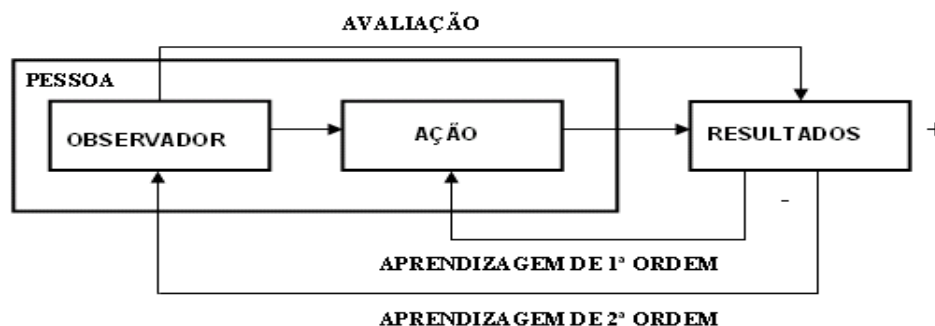 AVALIAÇÃO
PESSOA
OBSERVADOR
AÇÃO
RESULTADOS
+
-
APRENDIZAGEM DE 1ª ORDEM
APRENDIZAGEM DE 2ª ORDEM